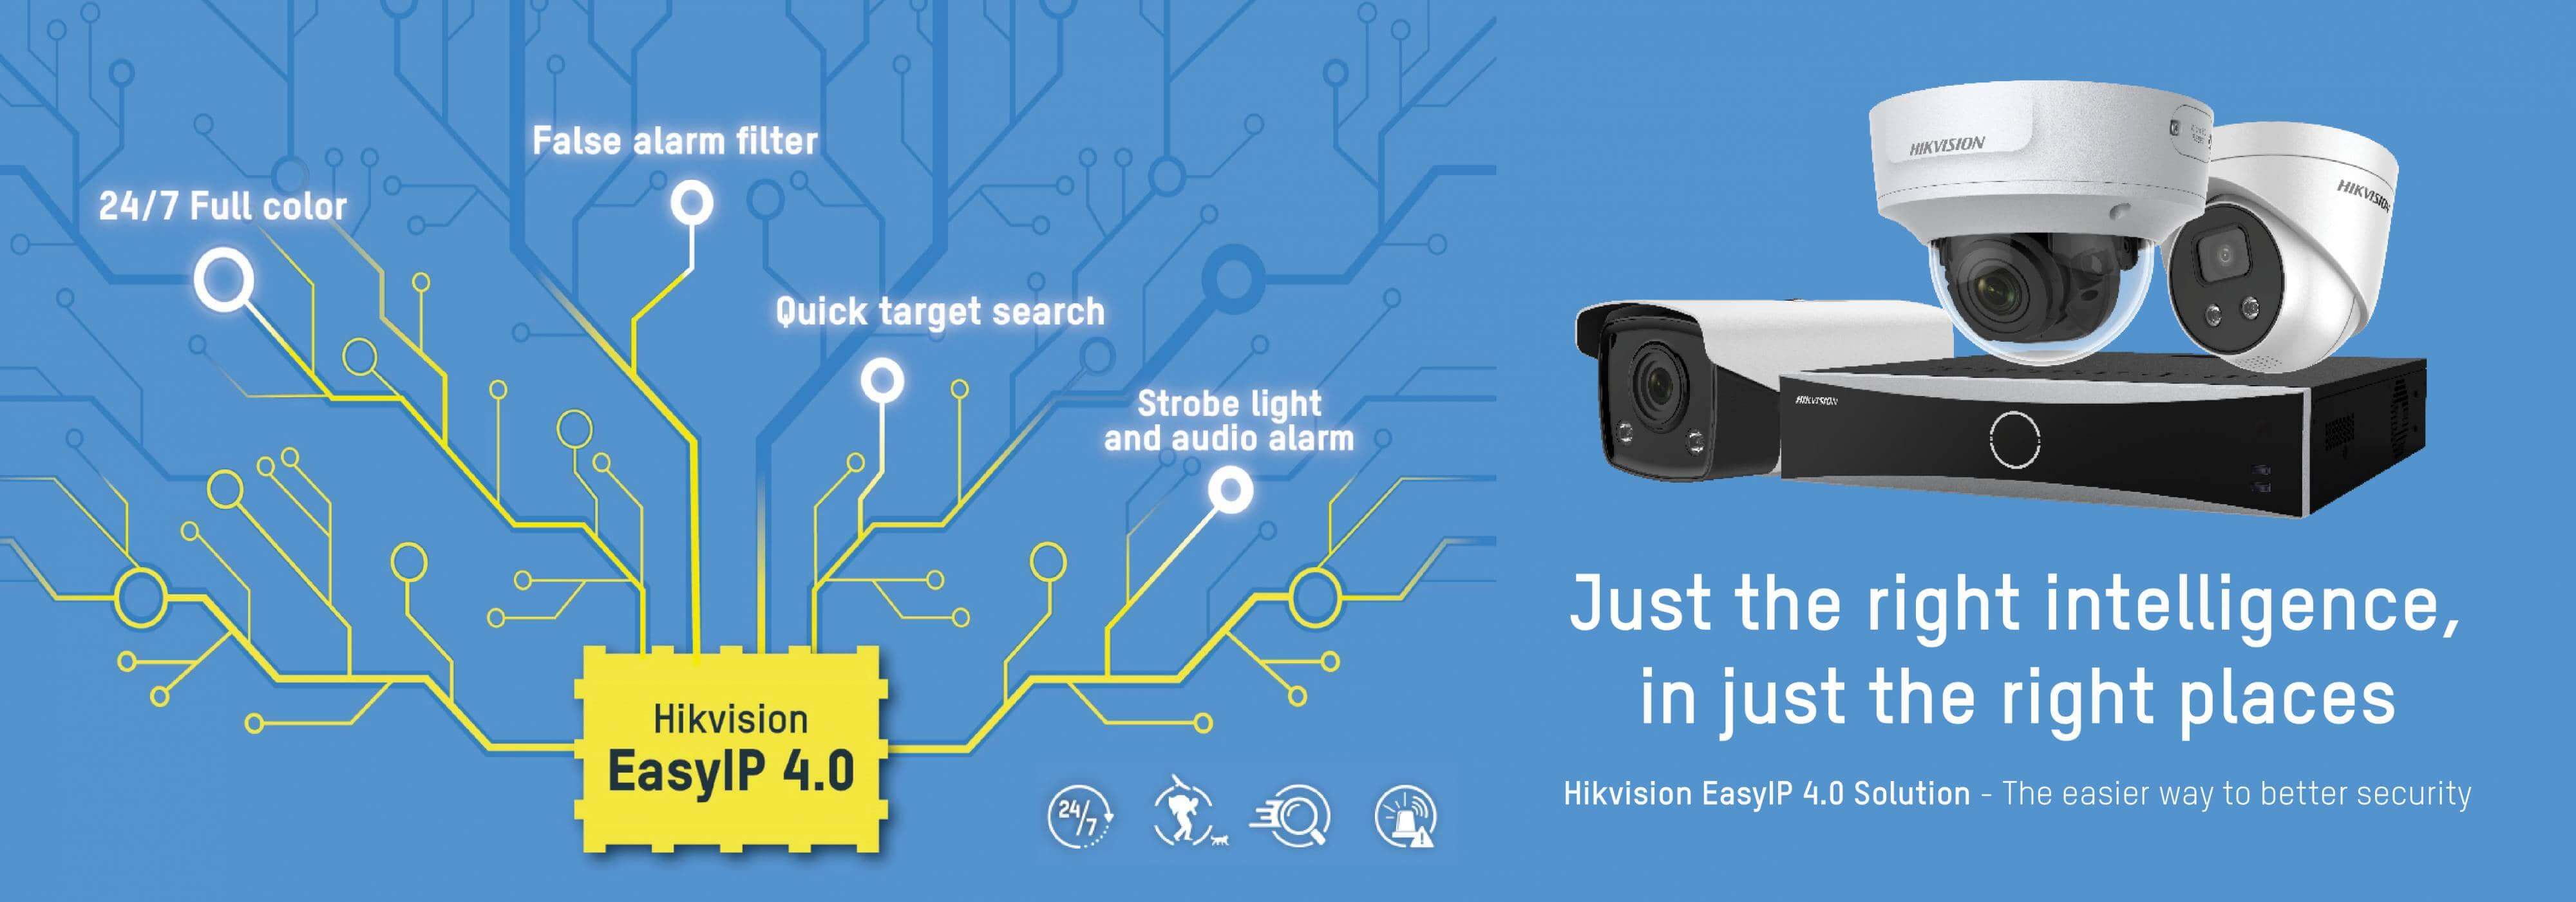 False alarm filter
24/7 Full color
Quick target search
Strobe light
and audio alarm
Hikvision
EasyIP 4.0
24/7
HIKVISION
HIKVISION
HIKVISION
Just the right intelligence,
in just the right places
Hikvision EasyIP 4.0 Solution - The easier way to better security